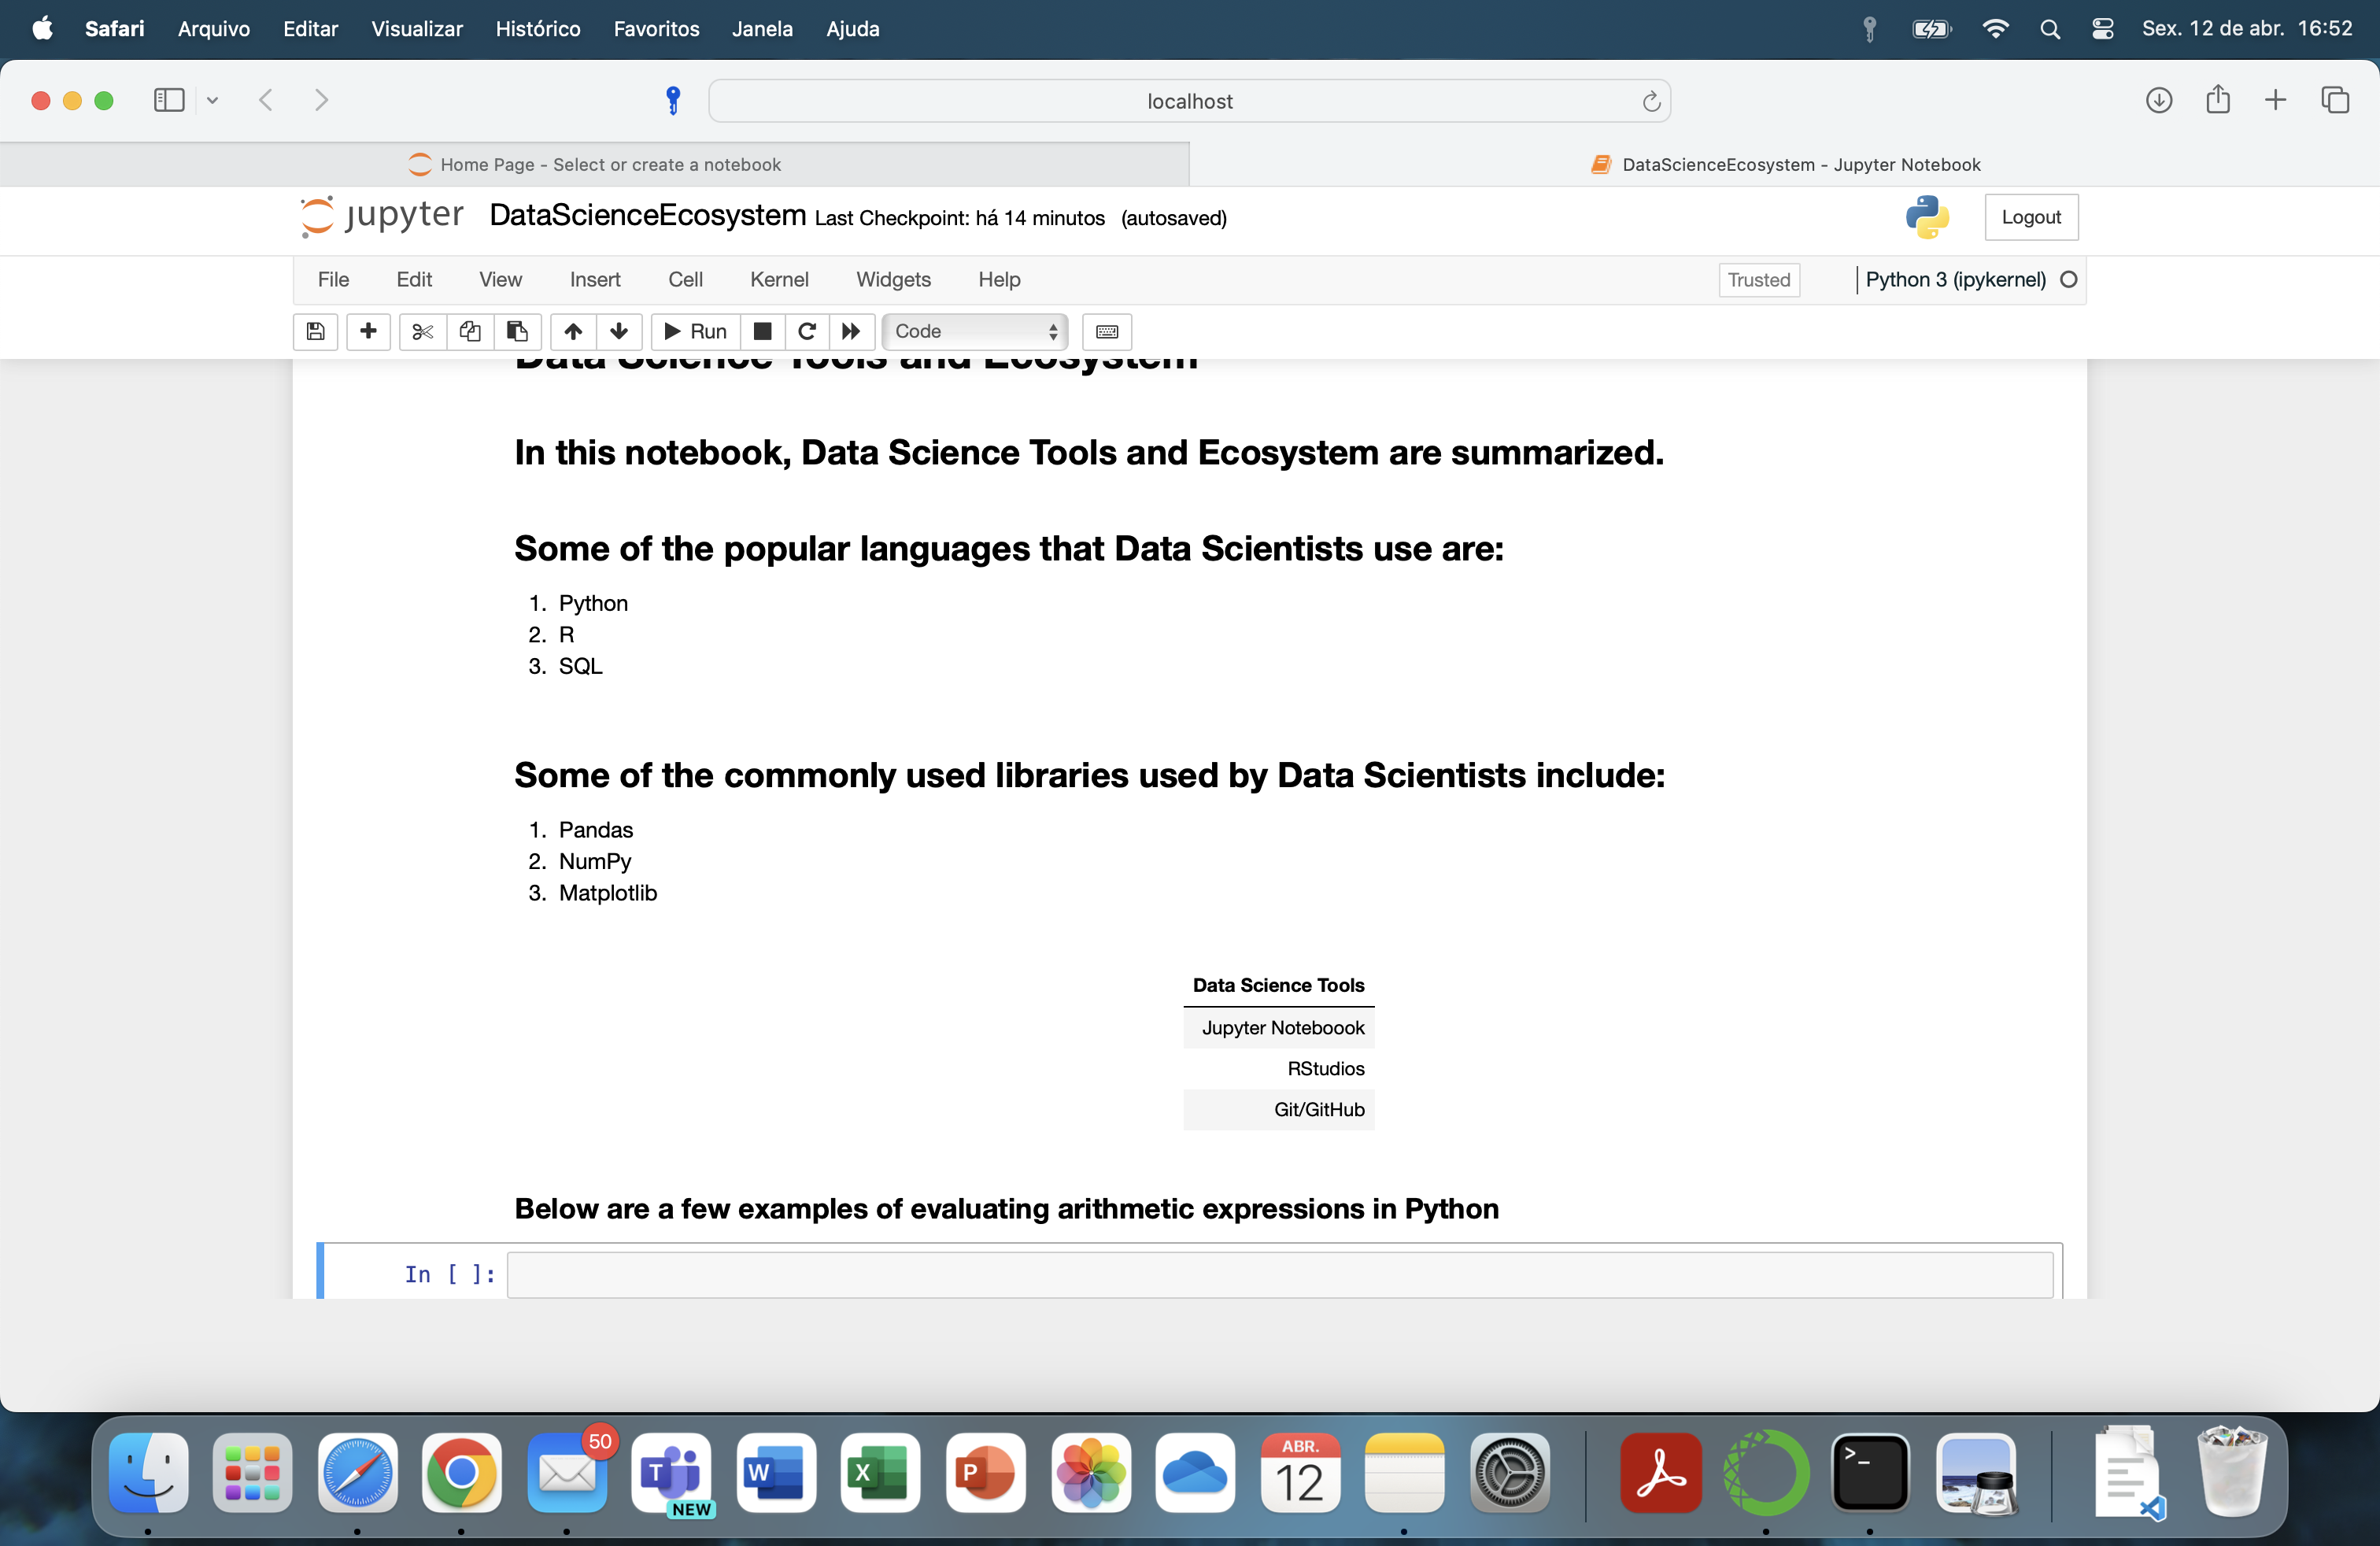 Safari Arquivo Editar Visualizar Histórico Favoritos Janela Ajuda Sex. 12 de abr. 16:52
localhost
Home Page - Select or create a notebook DataScienceEcosystem - Jupyter Notebook
jupyter DataScienceEcosystem Last Checkpoint: há 14 minutos (autosaved) Logout
File Edit View Insert Cell Kernel Widgets Help Trusted Python 3 (ipykernel)
Run Code
Data Science Tools and Ecosystem
In this notebook, Data Science Tools and Ecosystem are summarized.
Some of the popular languages that Data Scientists use are:
1. Python
2. R
3. SQL
Some of the commonly used libraries used by Data Scientists include:
1. Pandas
2. NumPy
3. Matplotlib
Data Science Tools
Jupyter Noteboook
RStudios
Git/GitHub
Below are a few examples of evaluating arithmetic expressions in Python
In [ ]:
50
ABR.
T W X P 12 >_
NEW